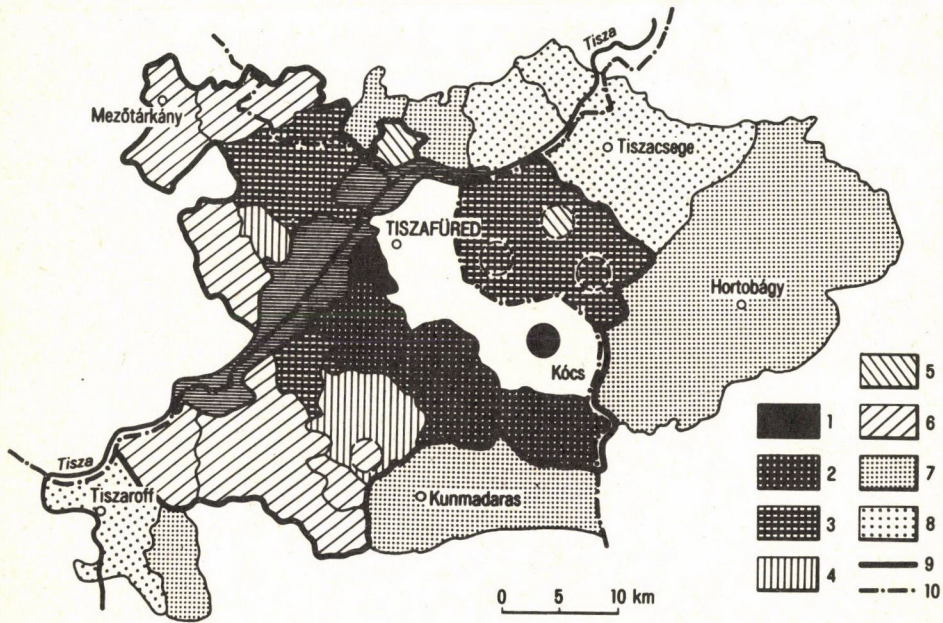 Tisza
Mezőtárkány
Tiszacsege
TISZAFÜRED
Hortobágy
Kócs
Tisza
Tiszaroff
Kunmadaras
1
2
3
4
5
6
7
8
9
10
0 5 10 km